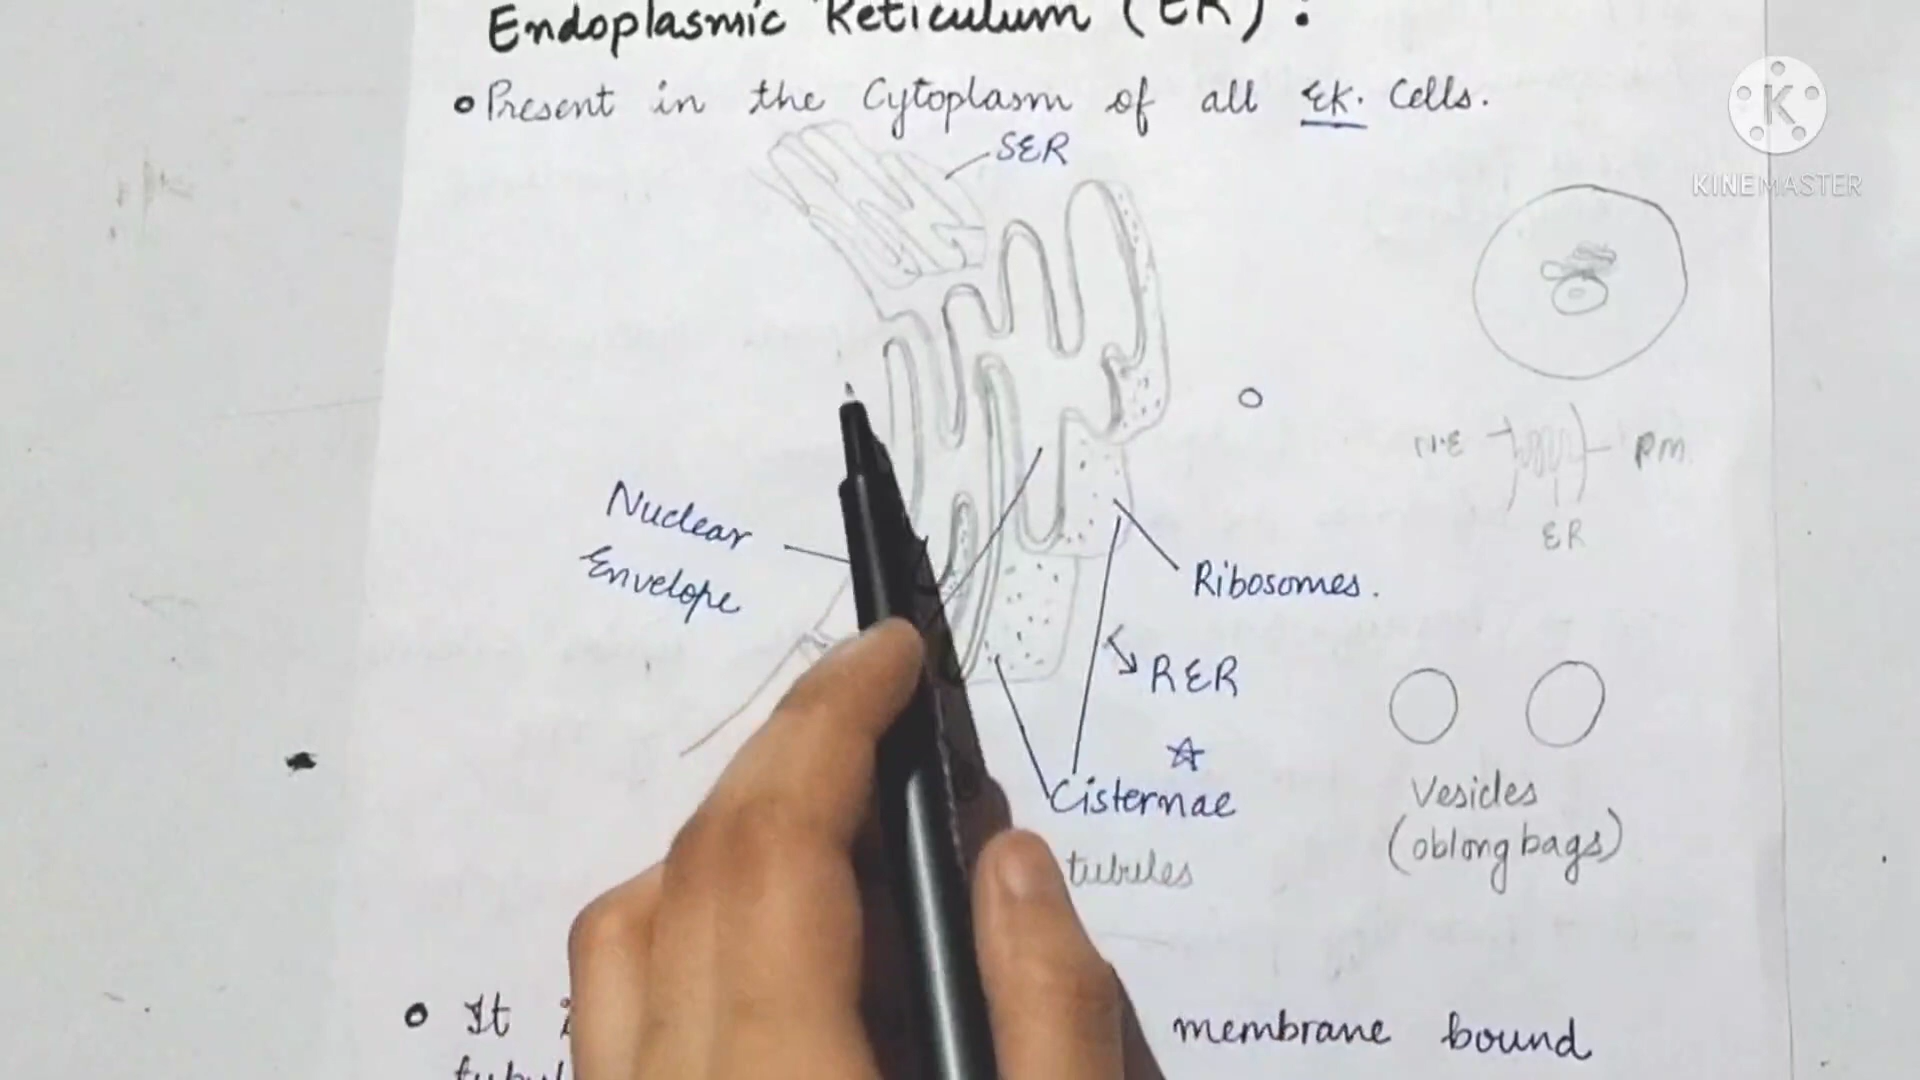 Endoplasmic Reticulum (ER) :
Present in the Cytoplasm of all EK. Cells.
SER
KINEMASTER
N.E
PM.
ER
Nuclear
Envelope
Ribosomes.
RER
Cisternae
tubules
Vesicles
(oblong bags)
It
membrane bound